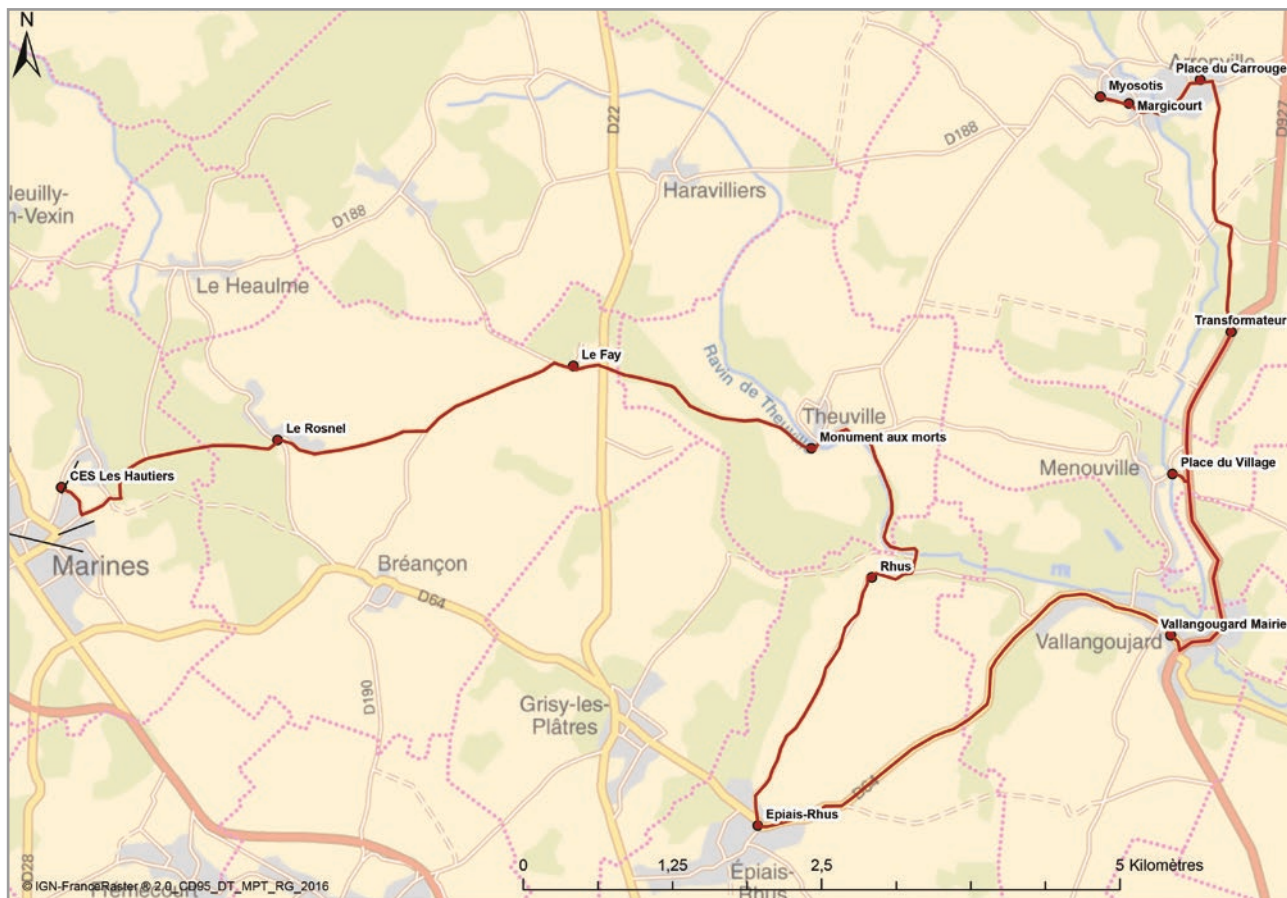 N
Place du Carrouge
Myosotis
Margicourt
D927
D22
D188
Haravilliers
Neuilly-
n-Vexin
D188
Le Heaulme
Transformateur
Le Fay
Ravin de Theuville
Theuville
Le Rosnel
Monument aux morts
Menouville
Place du Village
CES Les Hautiers
Marines
Bréançon
D64
Rhus
Vallangougard Mairie
Vallangoujard
D190
Grisy-les-
Plâtres
D64
Epiais-Rhus
Épiais-
Rhus
D28
0
1,25
2,5
5 Kilomètres
© IGN-FranceRaster ® 2.0_CD95_DT_MPT_RG_2016